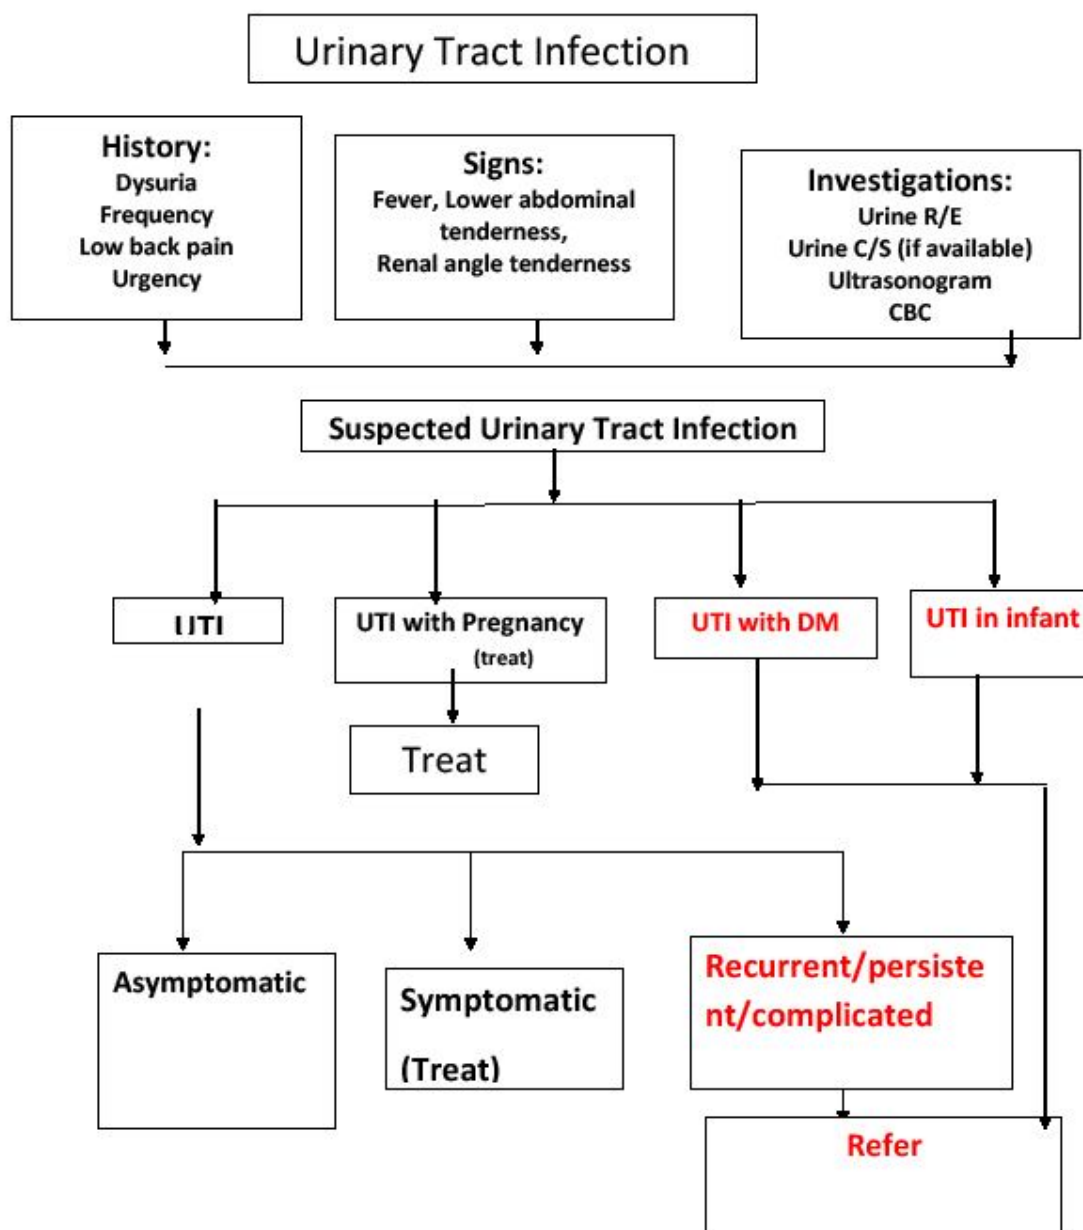 Urinary Tract Infection
History:
Dysuria
Frequency
Low back pain
Urgency
Signs:
Fever, Lower abdominal
tenderness,
Renal angle tenderness
Investigations:
Urine R/E
Urine C/S (if available)
Ultrasonogram
CBC
Suspected Urinary Tract Infection
UTI
UTI with Pregnancy
(treat)
UTI with DM
UTI in infant
Treat
Asymptomatic
Symptomatic
(Treat)
Recurrent/persiste
nt/complicated
Refer